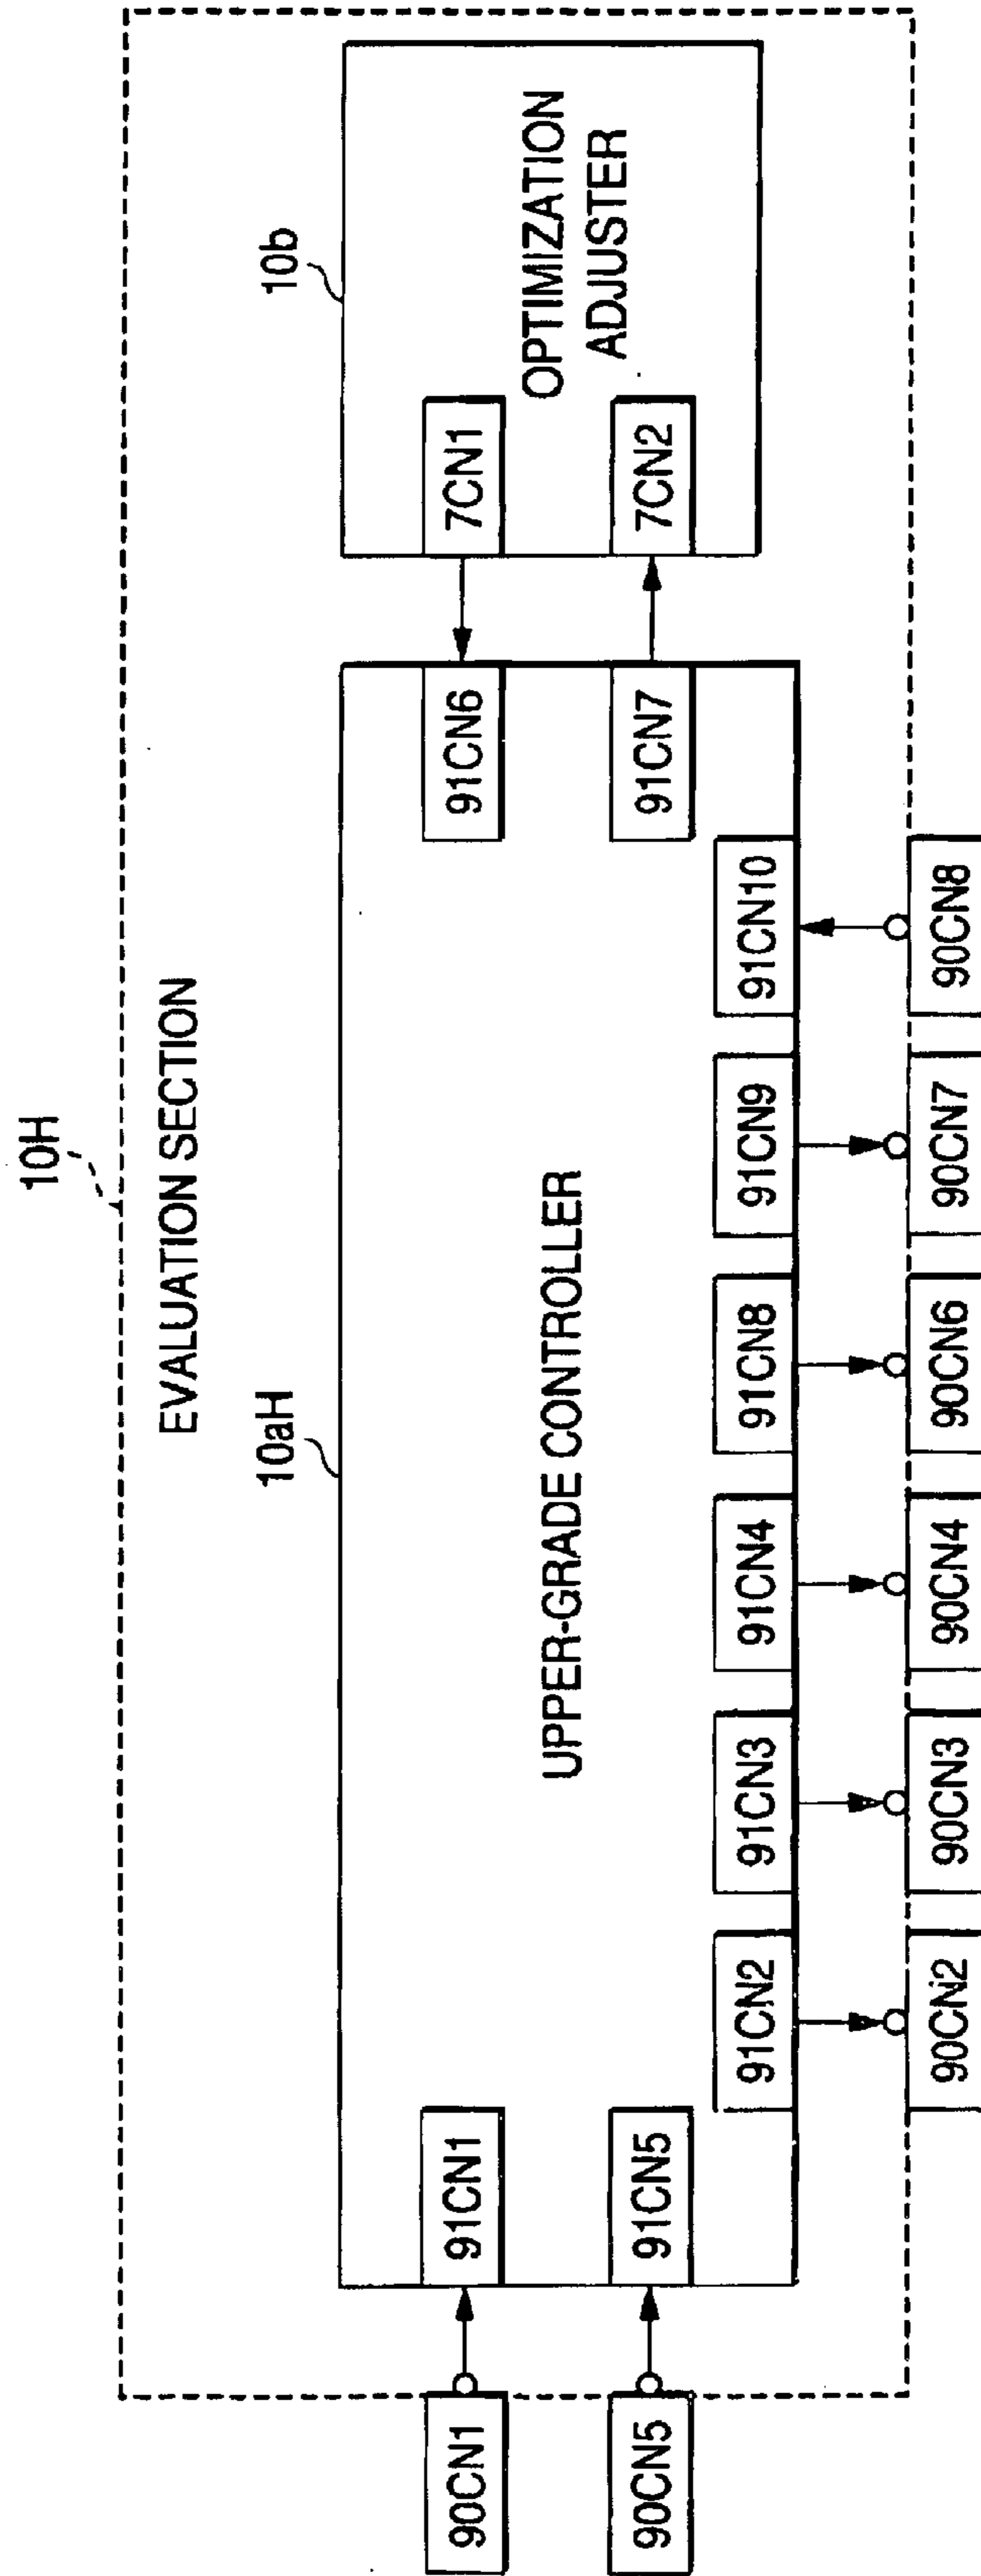 10H
EVALUATION SECTION
10aH
10b
UPPER-GRADE CONTROLLER
OPTIMIZATION
ADJUSTER
90CN1
91CN1
91CN6
7CN1
90CN5
91CN5
91CN7
7CN2
91CN2
91CN3
91CN4
91CN8
91CN9
91CN10
90CN2
90CN3
90CN4
90CN6
90CN7
90CN8